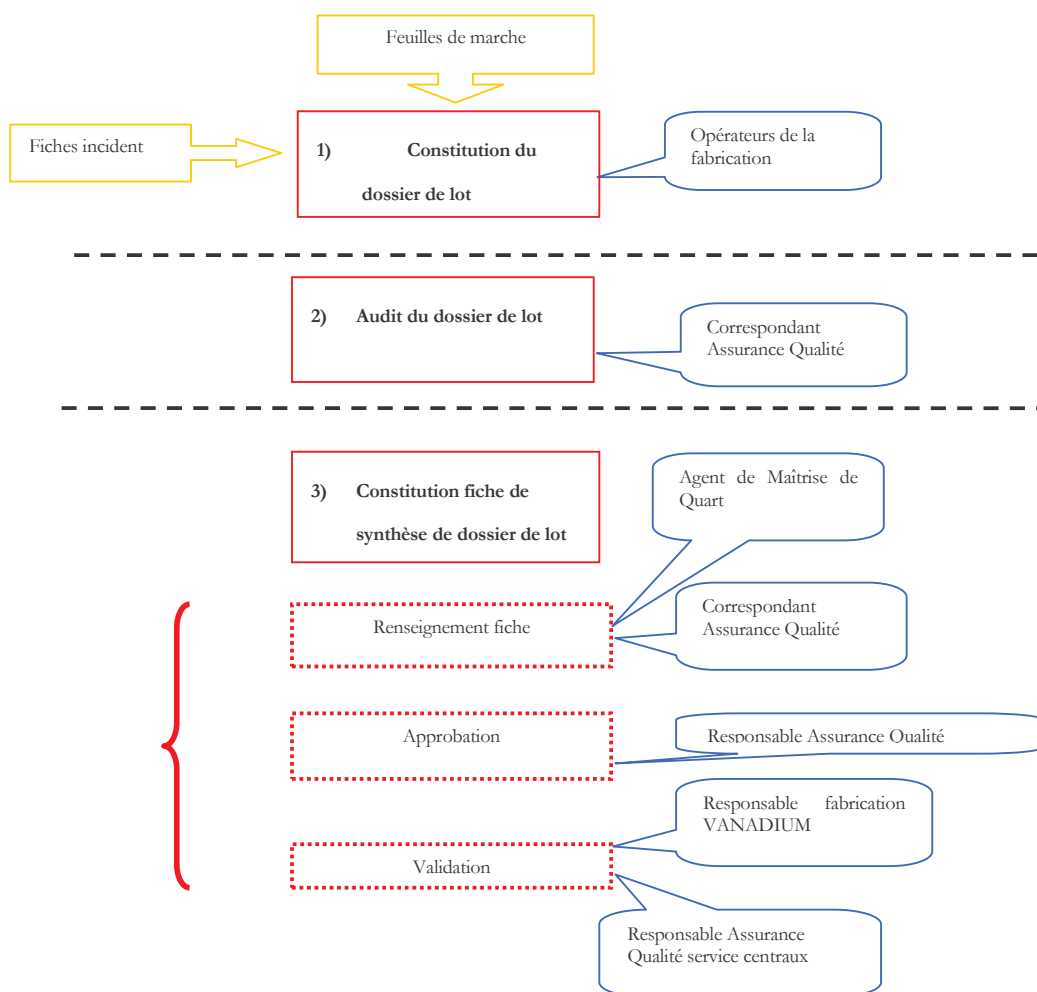 Feuilles de marche
Fiches incident
1) Constitution du
dossier de lot
Opérateurs de la
fabrication
2) Audit du dossier de lot
Correspondant
Assurance Qualité
3) Constitution fiche de
synthèse de dossier de lot
Agent de Maîtrise de
Quart
Renseignement fiche
Correspondant
Assurance Qualité
Approbation
Responsable Assurance Qualité
Responsable fabrication
VANADIUM
Validation
Responsable Assurance
Qualité service centraux